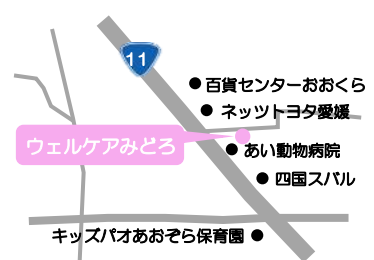 11
百貨センターおおくら
ネッツトヨタ愛媛
ウェルケアみどろ
あい動物病院
四国スバル
キッズパオあおぞら保育園